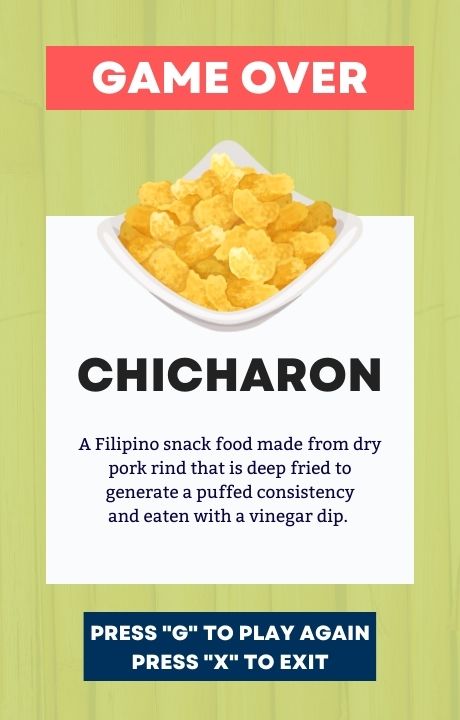 GAME OVER
CHICHARON
A Filipino snack food made from dry
pork rind that is deep fried to
generate a puffed consistency
and eaten with a vinegar dip.
PRESS "G" TO PLAY AGAIN
PRESS "X" TO EXIT